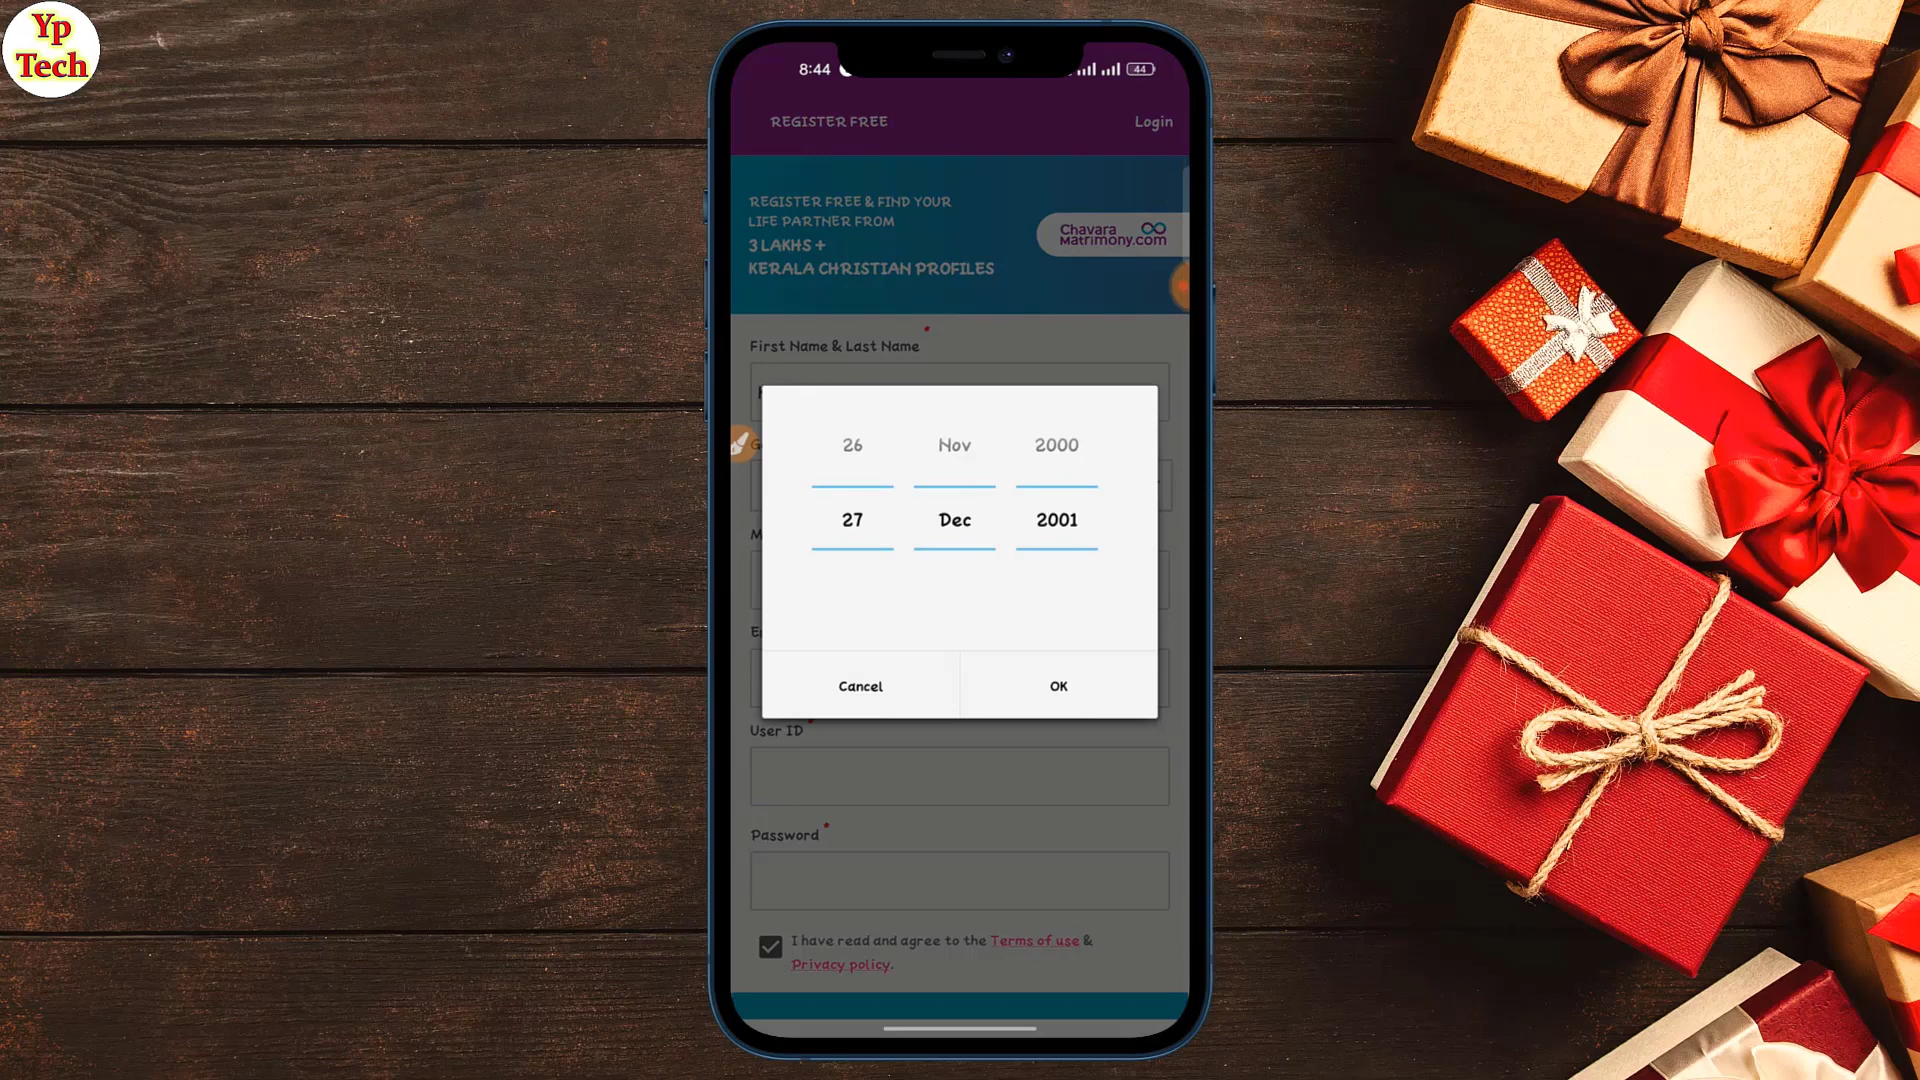 Yp
Tech
8:44
44
REGISTER FREE
Login
REGISTER FREE & FIND YOUR
LIFE PARTNER FROM
3 LAKHS +
KERALA CHRISTIAN PROFILES
Chavara
Matrimony.com
First Name & Last Name *
26 Nov 2000
27 Dec 2001
Cancel OK
User ID *
Password *
I have read and agree to the Terms of use &
Privacy policy.